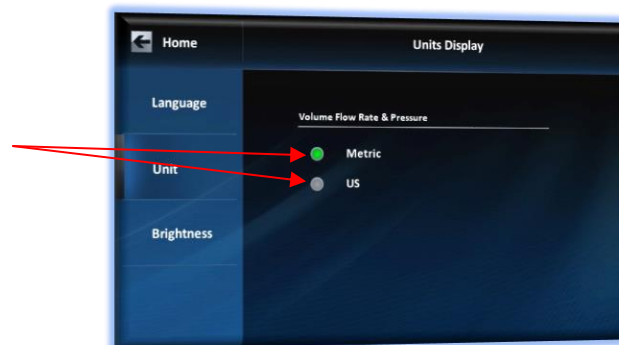 Home
Units Display
Language
Volume Flow Rate & Pressure
Metric
Unit
US
Brightness